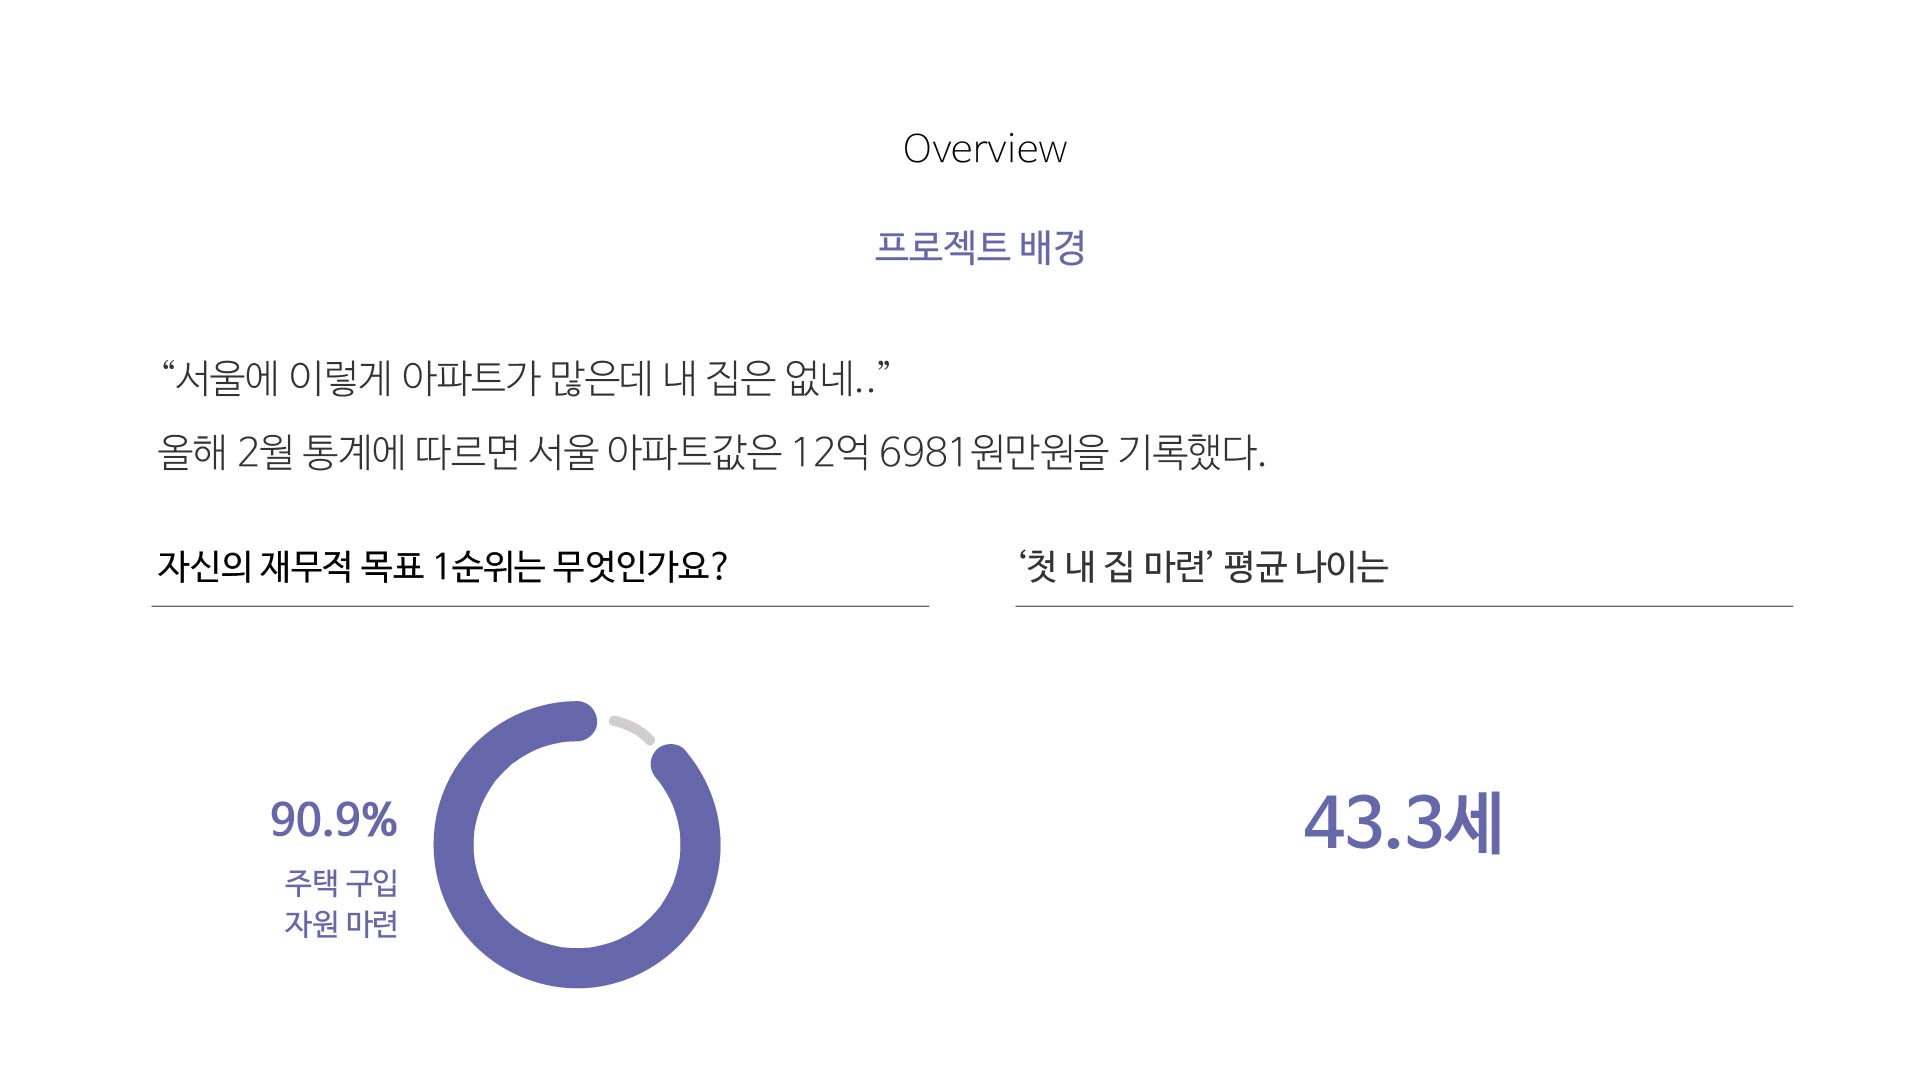 Overview
프로젝트 배경
“서울에 이렇게 아파트가 많은데 내 집은 없네..”
올해 2월 통계에 따르면 서울 아파트값은 12억 6981원만원을 기록했다.
자신의 재무적 목표 1순위는 무엇인가요?
‘첫 내 집 마련’ 평균 나이는
90.9%
주택 구입
자원 마련
43.3세